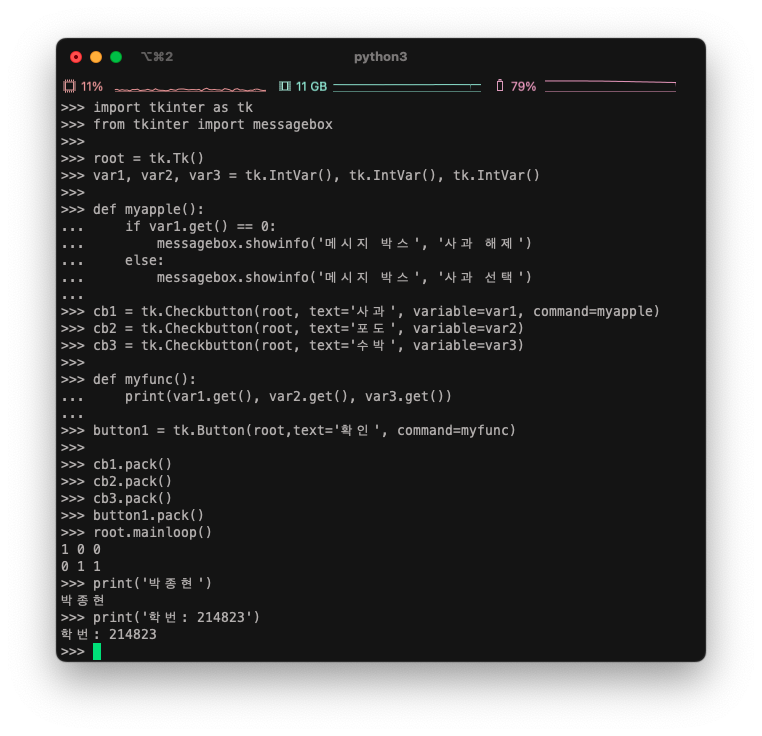 ⌥⌘2 python3
11% 11 GB 79%
>>> import tkinter as tk
>>> from tkinter import messagebox
>>>
>>> root = tk.Tk()
>>> var1, var2, var3 = tk.IntVar(), tk.IntVar(), tk.IntVar()
>>>
>>> def myapple():
...     if var1.get() == 0:
...         messagebox.showinfo('메시지 박스', '사과 해제')
...     else:
...         messagebox.showinfo('메시지 박스', '사과 선택')
...
>>> cb1 = tk.Checkbutton(root, text='사과', variable=var1, command=myapple)
>>> cb2 = tk.Checkbutton(root, text='포도', variable=var2)
>>> cb3 = tk.Checkbutton(root, text='수박', variable=var3)
>>>
>>> def myfunc():
...     print(var1.get(), var2.get(), var3.get())
...
>>> button1 = tk.Button(root,text='확인', command=myfunc)
>>>
>>> cb1.pack()
>>> cb2.pack()
>>> cb3.pack()
>>> button1.pack()
>>> root.mainloop()
1 0 0
0 1 1
>>> print('박종현')
박종현
>>> print('학번: 214823')
학번: 214823
>>>